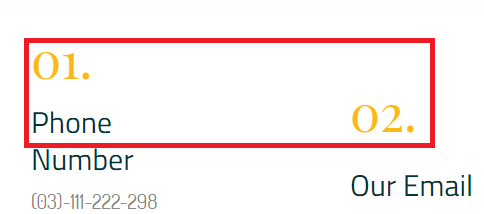 01.
Phone
Number
(03)-111-222-298
02.
Our Email